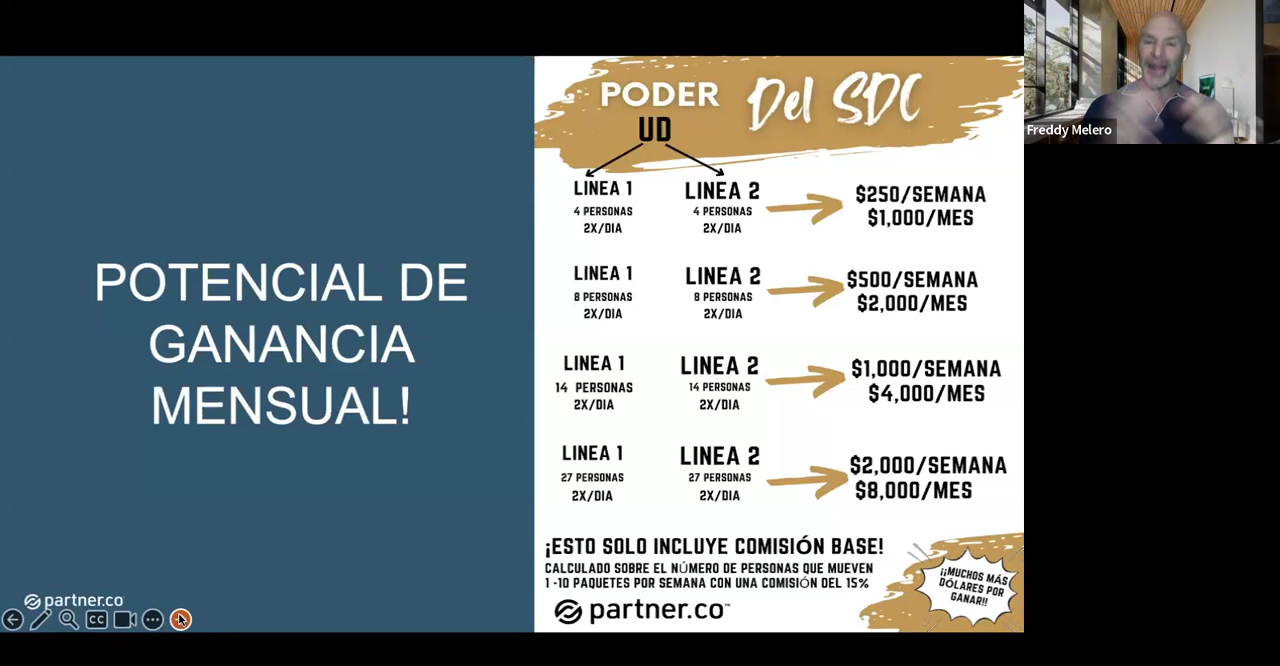 POTENCIAL DE
GANANCIA
MENSUAL!
partner.co
CC
PODER Del SDC
UD
LINEA 1
4 PERSONAS
2X/DIA
LINEA 2
4 PERSONAS
2X/DIA
$250/SEMANA
$1,000/MES
LINEA 1
8 PERSONAS
2X/DIA
LINEA 2
8 PERSONAS
2X/DIA
$500/SEMANA
$2,000/MES
LINEA 1
14 PERSONAS
2X/DIA
LINEA 2
14 PERSONAS
2X/DIA
$1,000/SEMANA
$4,000/MES
LINEA 1
27 PERSONAS
2X/DIA
LINEA 2
27 PERSONAS
2X/DIA
$2,000/SEMANA
$8,000/MES
¡ESTO SOLO INCLUYE COMISIÓN BASE!
CALCULADO SOBRE EL NÚMERO DE PERSONAS QUE MUEVEN
1 -10 PAQUETES POR SEMANA CON UNA COMISIÓN DEL 15%
partner.co™
¡¡MUCHOS MÁS
DÓLARES POR
GANAR!!
Freddy Melero